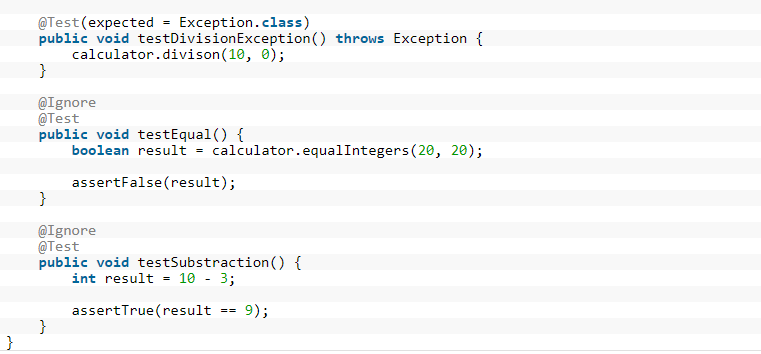 @Test(expected = Exception.class)
public void testDivisionException() throws Exception {
calculator.divison(10, 0);
}
@Ignore
@Test
public void testEqual() {
boolean result = calculator.equalIntegers(20, 20);
assertFalse(result);
}
@Ignore
@Test
public void testSubstraction() {
int result = 10 - 3;
assertTrue(result == 9);
}
}